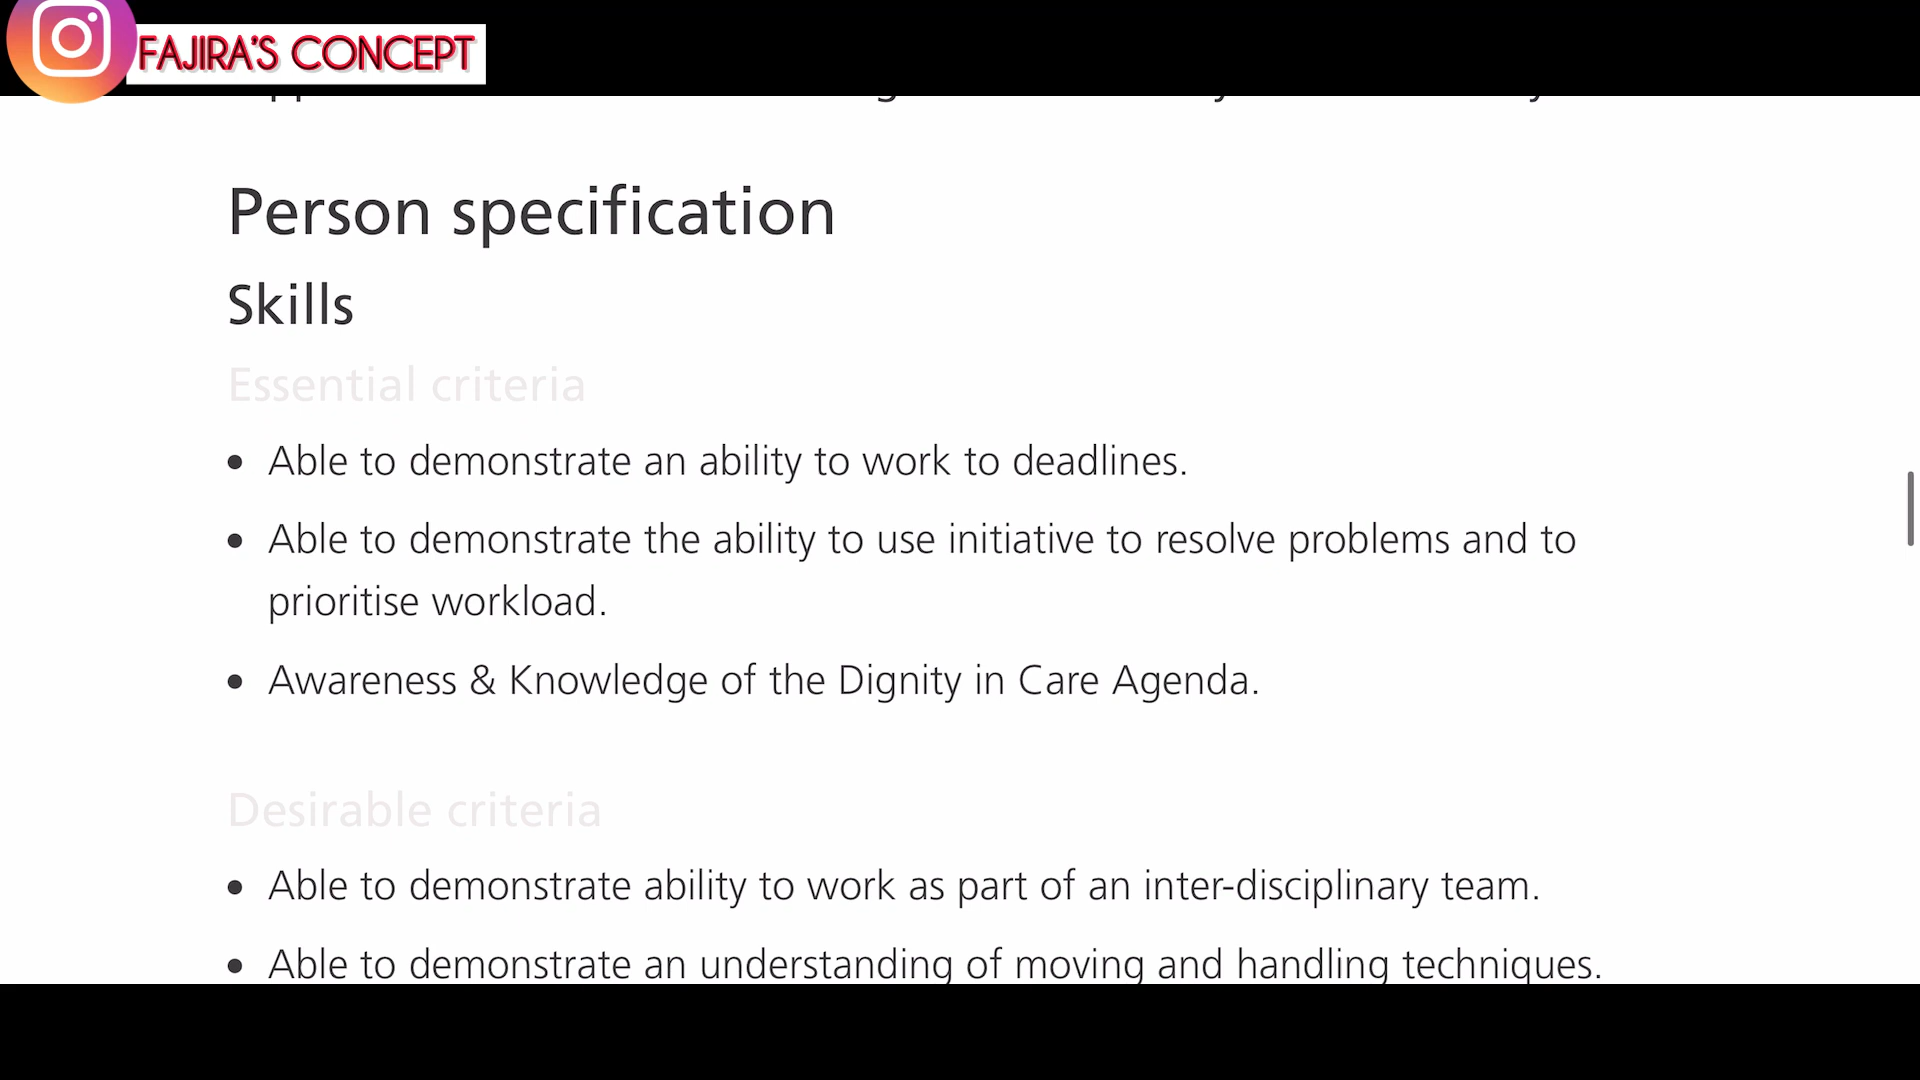 FAJIRA'S CONCEPT
Person specification
Skills
Essential criteria
• Able to demonstrate an ability to work to deadlines.
• Able to demonstrate the ability to use initiative to resolve problems and to
prioritise workload.
• Awareness & Knowledge of the Dignity in Care Agenda.
Desirable criteria
• Able to demonstrate ability to work as part of an inter-disciplinary team.
• Able to demonstrate an understanding of moving and handling techniques.